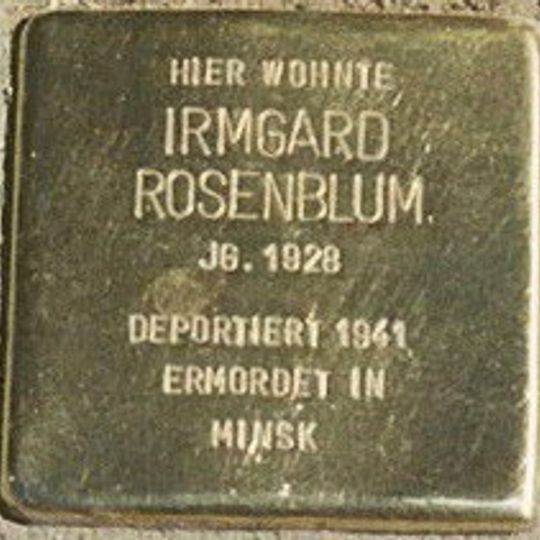 HIER WOHNTE
IRMGARD
ROSENBLUM
JG. 1928
DEPORTIERT 1941
ERMORDET IN
MINSK